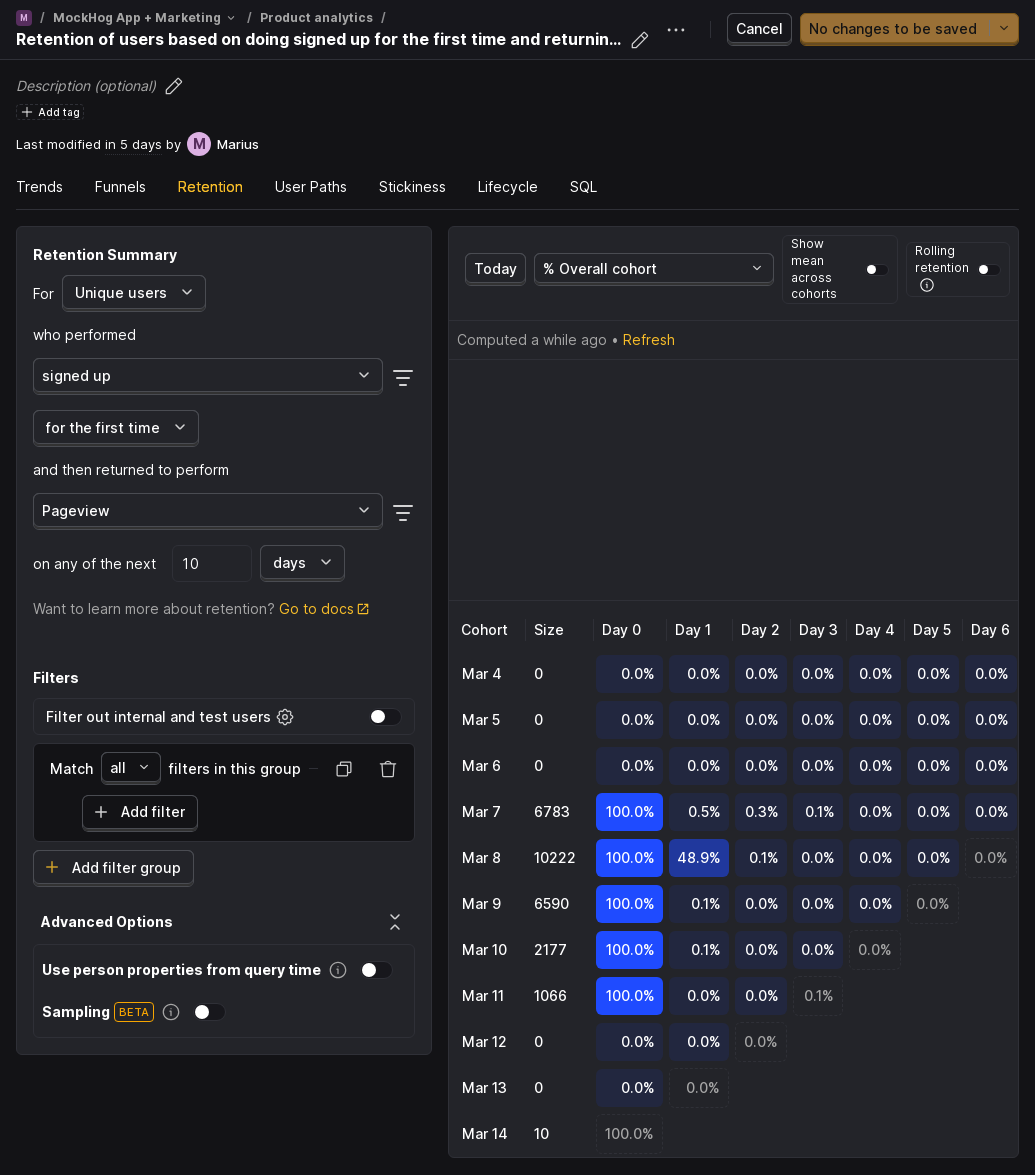 M / MockHog App + Marketing / Product analytics /
Retention of users based on doing signed up for the first time and returnin...
Cancel
No changes to be saved
Description (optional)
Add tag
Last modified in 5 days by M Marius
Trends Funnels Retention User Paths Stickiness Lifecycle SQL
Retention Summary
For Unique users
who performed
signed up
for the first time
and then returned to perform
Pageview
on any of the next 10 days
Want to learn more about retention? Go to docs
Filters
Filter out internal and test users
Match all filters in this group
Add filter
Add filter group
Advanced Options
Use person properties from query time
Sampling BETA
Today
% Overall cohort
Show
mean
across
cohorts
Rolling
retention
Computed a while ago • Refresh
Cohort Size Day 0 Day 1 Day 2 Day 3 Day 4 Day 5 Day 6
Mar 4 0 0.0% 0.0% 0.0% 0.0% 0.0% 0.0% 0.0%
Mar 5 0 0.0% 0.0% 0.0% 0.0% 0.0% 0.0% 0.0%
Mar 6 0 0.0% 0.0% 0.0% 0.0% 0.0% 0.0% 0.0%
Mar 7 6783 100.0% 0.5% 0.3% 0.1% 0.0% 0.0% 0.0%
Mar 8 10222 100.0% 48.9% 0.1% 0.0% 0.0% 0.0% 0.0%
Mar 9 6590 100.0% 0.1% 0.0% 0.0% 0.0% 0.0%
Mar 10 2177 100.0% 0.1% 0.0% 0.0% 0.0%
Mar 11 1066 100.0% 0.0% 0.0% 0.1%
Mar 12 0 0.0% 0.0% 0.0%
Mar 13 0 0.0% 0.0%
Mar 14 10 100.0%